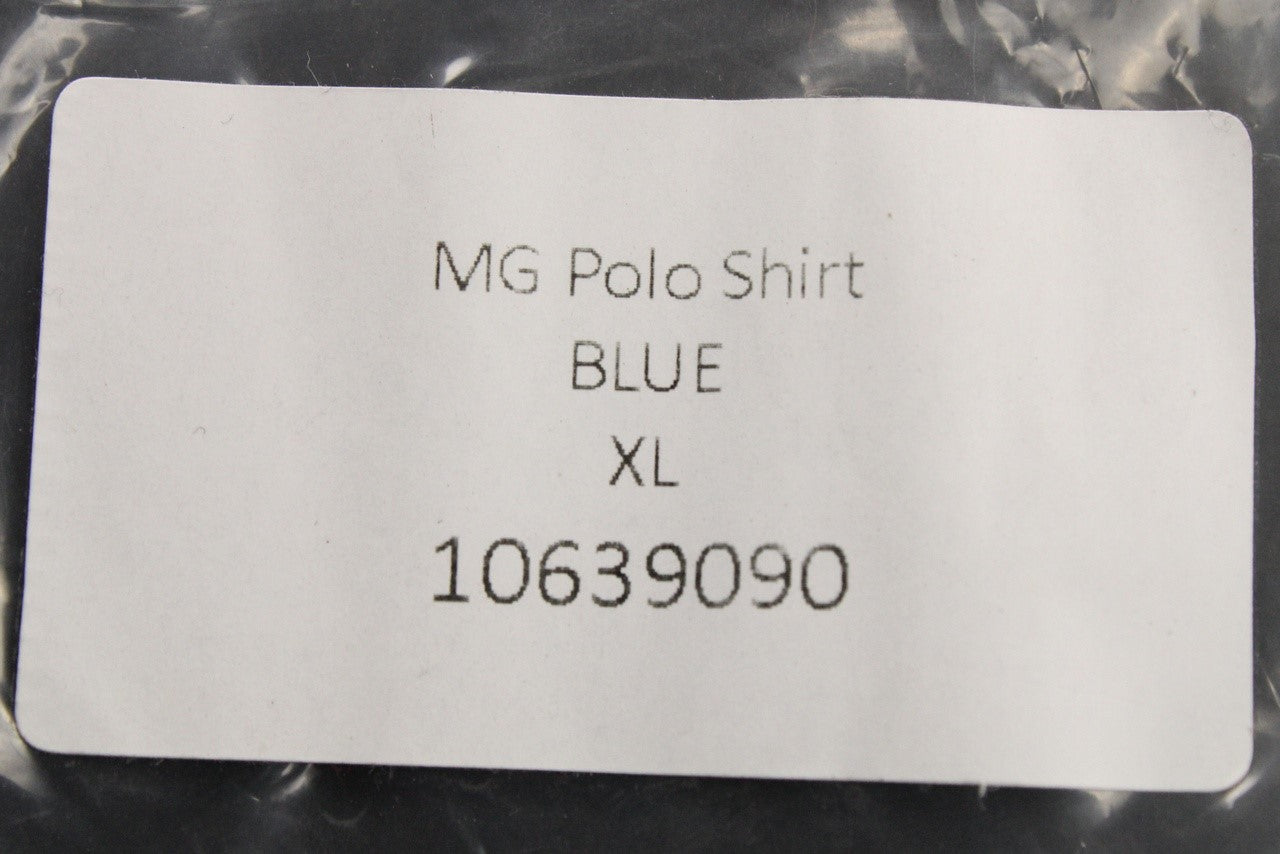 MG Polo Shirt
BLUE
XL
10639090